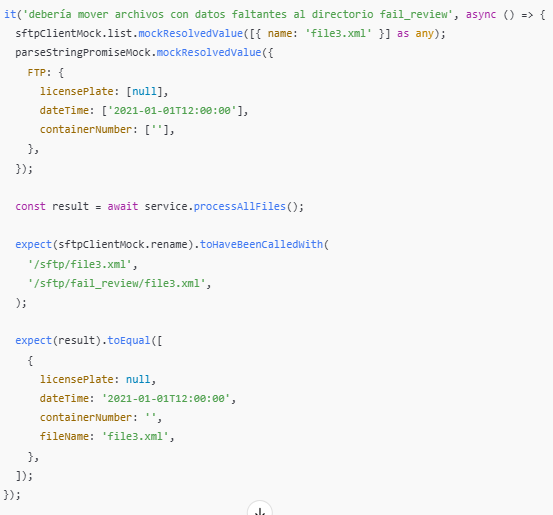 it('debería mover archivos con datos faltantes al directorio fail_review', async () => {
  sftpClientMock.list.mockResolvedValue([{ name: 'file3.xml' }] as any);
  parseStringPromiseMock.mockResolvedValue({
    FTP: {
      licensePlate: [null],
      dateTime: ['2021-01-01T12:00:00'],
      containerNumber: [''],
    },
  });

  const result = await service.processAllFiles();

  expect(sftpClientMock.rename).toHaveBeenCalledWith(
    '/sftp/file3.xml',
    '/sftp/fail_review/file3.xml',
  );

  expect(result).toEqual([
    {
      licensePlate: null,
      dateTime: '2021-01-01T12:00:00',
      containerNumber: '',
      fileName: 'file3.xml',
    },
  ]);
});